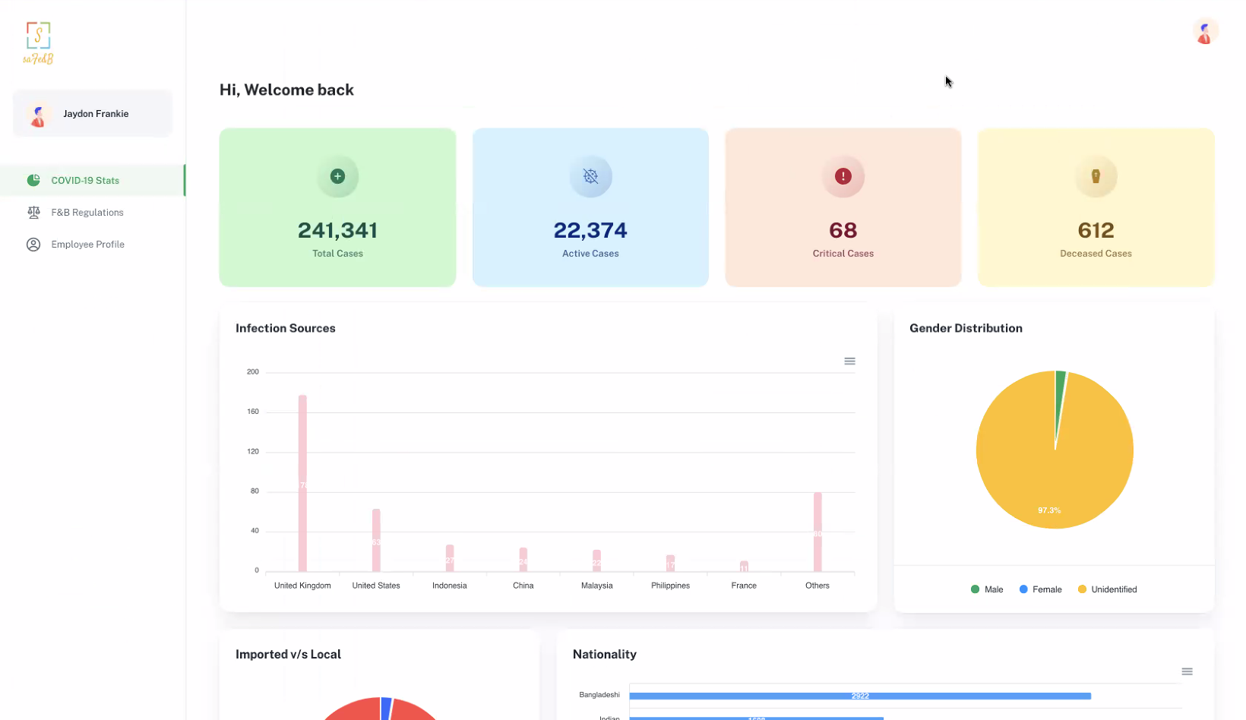 S
saFe&B
Jaydon Frankie
COVID-19 Stats
F&B Regulations
Employee Profile
Hi, Welcome back
241,341
Total Cases
22,374
Active Cases
68
Critical Cases
612
Deceased Cases
Infection Sources
200
160
120
80
40
0
United Kingdom
United States
Indonesia
China
Malaysia
Philippines
France
Others
Gender Distribution
97.3%
Male
Female
Unidentified
Imported v/s Local
Nationality
Bangladeshi
2922
Indian